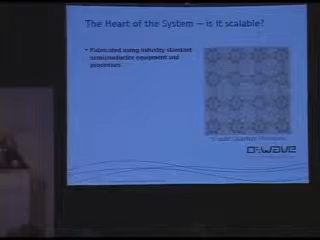 The Heart of the System – is it scalable?
• Fabricated using industry standard
semiconductor equipment and
processes
D:wave